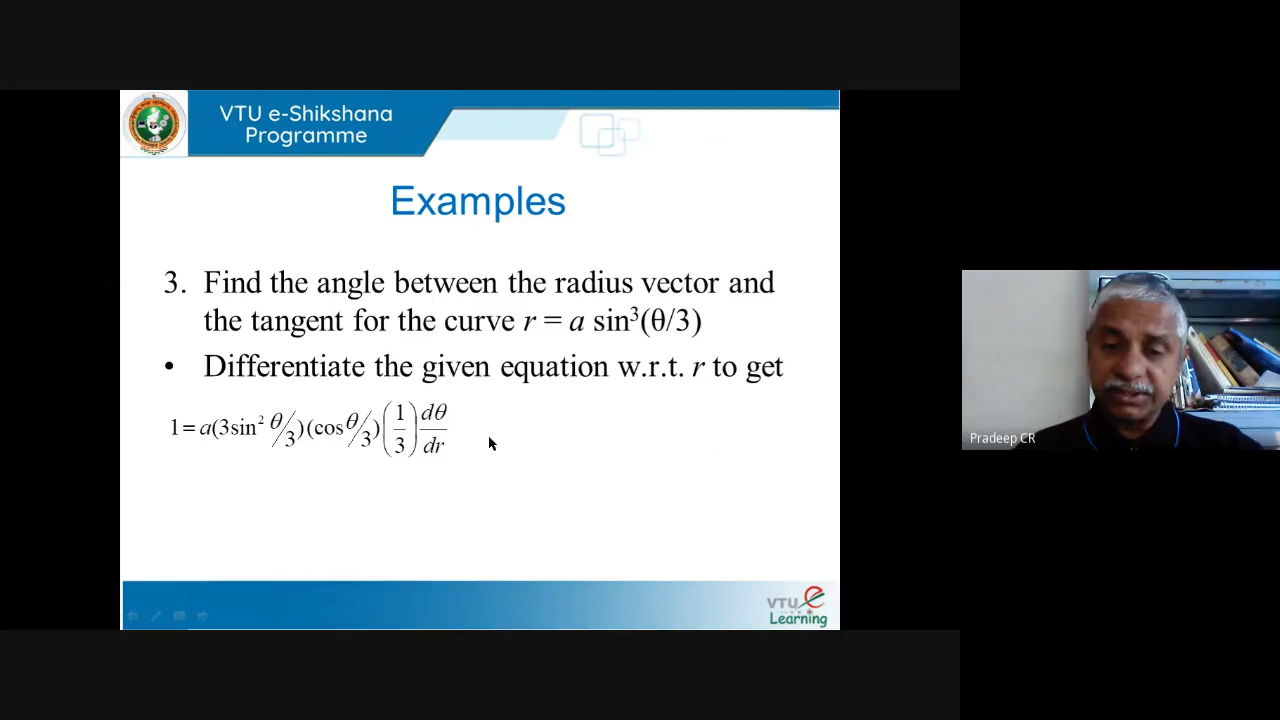 VTU e-Shikshana
Programme
Examples
3. Find the angle between the radius vector and
the tangent for the curve r = a sin³(θ/3)
• Differentiate the given equation w.r.t. r to get
1 = a(3sin² θ/3)(cos θ/3)(1/3) dθ/dr
Pradeep CR
VTU e
Learning